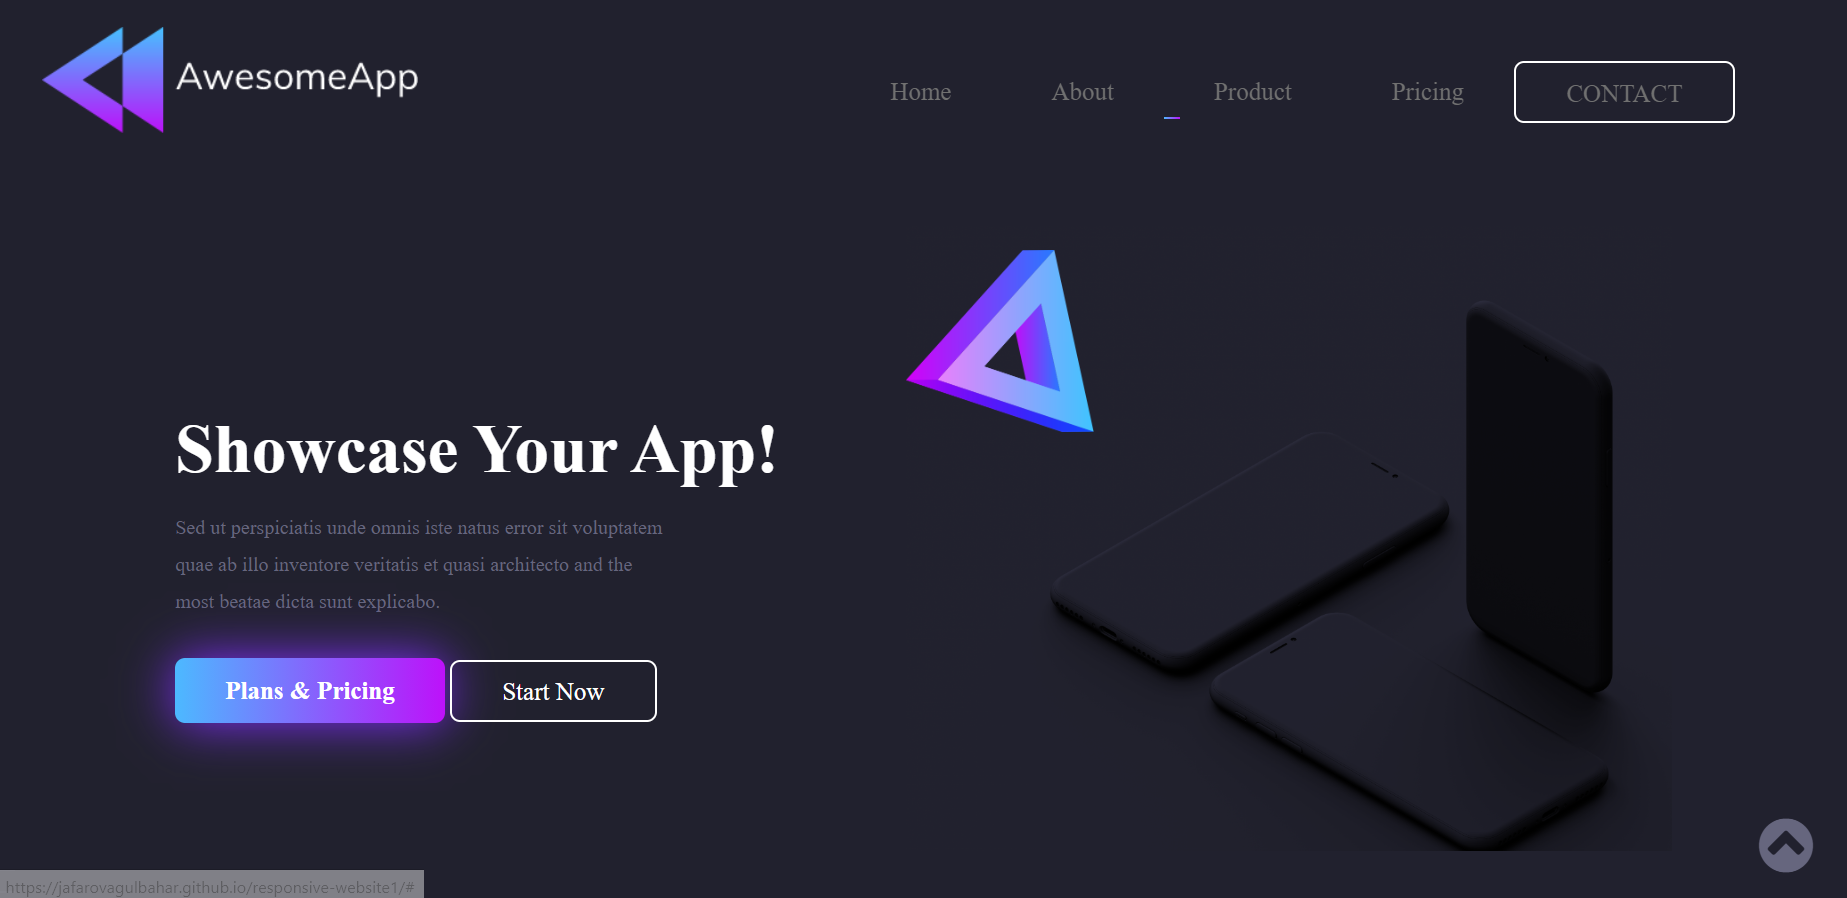 AwesomeApp
Home About Product Pricing CONTACT
Showcase Your App!
Sed ut perspiciatis unde omnis iste natus error sit voluptatem
quae ab illo inventore veritatis et quasi architecto and the
most beatae dicta sunt explicabo.
Plans & Pricing Start Now
https://jafarovagulbahar.github.io/responsive-website1/#